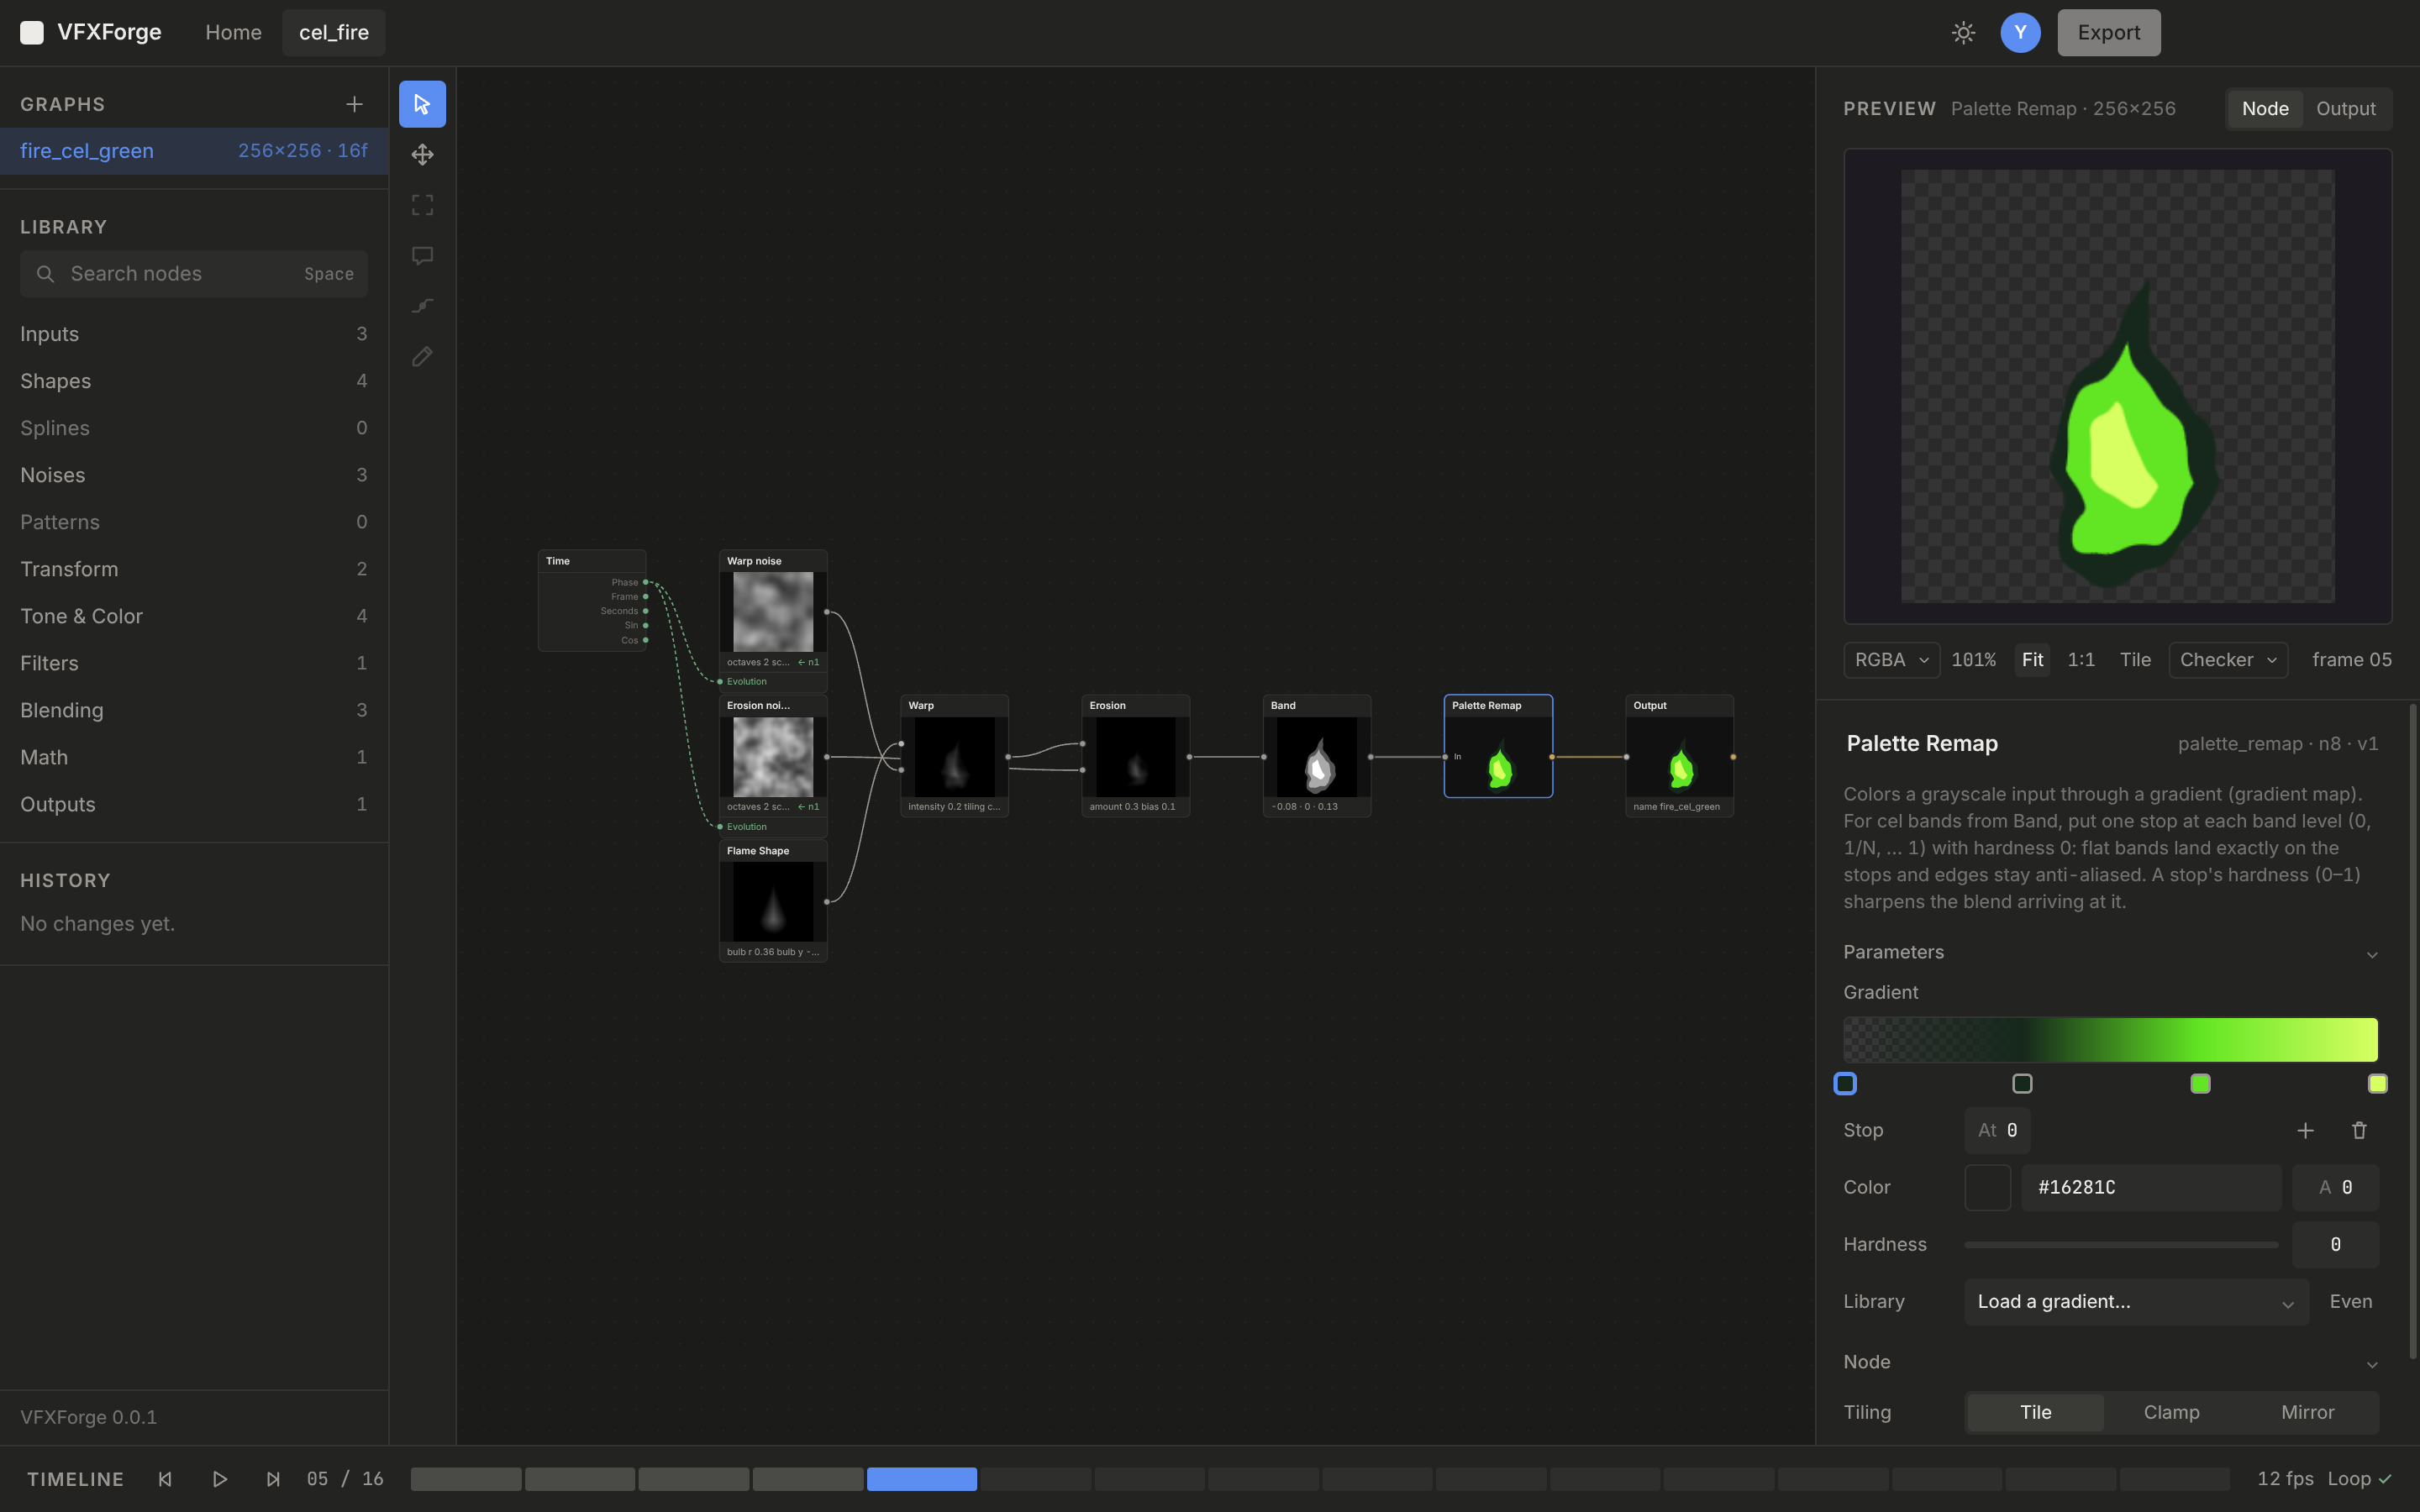 VFXForge
Home
cel_fire
Y
Export
GRAPHS
fire_cel_green 256×256 · 16f
LIBRARY
Search nodes Space
Inputs 3
Shapes 4
Splines 0
Noises 3
Patterns 0
Transform 2
Tone & Color 4
Filters 1
Blending 3
Math 1
Outputs 1
HISTORY
No changes yet.
VFXForge 0.0.1
Time
Phase
Frame
Seconds
Sin
Cos
Warp noise
octaves 2 sc... ← n1
Evolution
Erosion noi...
octaves 2 sc... ← n1
Evolution
Flame Shape
bulb r 0.36 bulb y -...
Warp
intensity 0.2 tiling c...
Erosion
amount 0.3 bias 0.1
Band
-0.08 · 0 · 0.13
Palette Remap
In
Output
name fire_cel_green
PREVIEW Palette Remap · 256×256
Node Output
RGBA 101% Fit 1:1 Tile Checker frame 05
Palette Remap palette_remap · n8 · v1
Colors a grayscale input through a gradient (gradient map).
For cel bands from Band, put one stop at each band level (0,
1/N, ... 1) with hardness 0: flat bands land exactly on the
stops and edges stay anti-aliased. A stop's hardness (0–1)
sharpens the blend arriving at it.
Parameters
Gradient
Stop At 0
Color #16281C A 0
Hardness 0
Library Load a gradient... Even
Node
Tiling Tile Clamp Mirror
TIMELINE 05 / 16 12 fps Loop